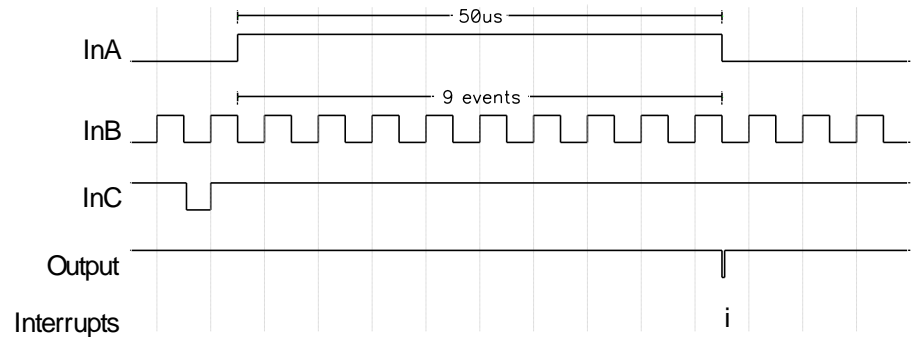 50us
InA
9 events
InB
InC
Output
Interrupts
i